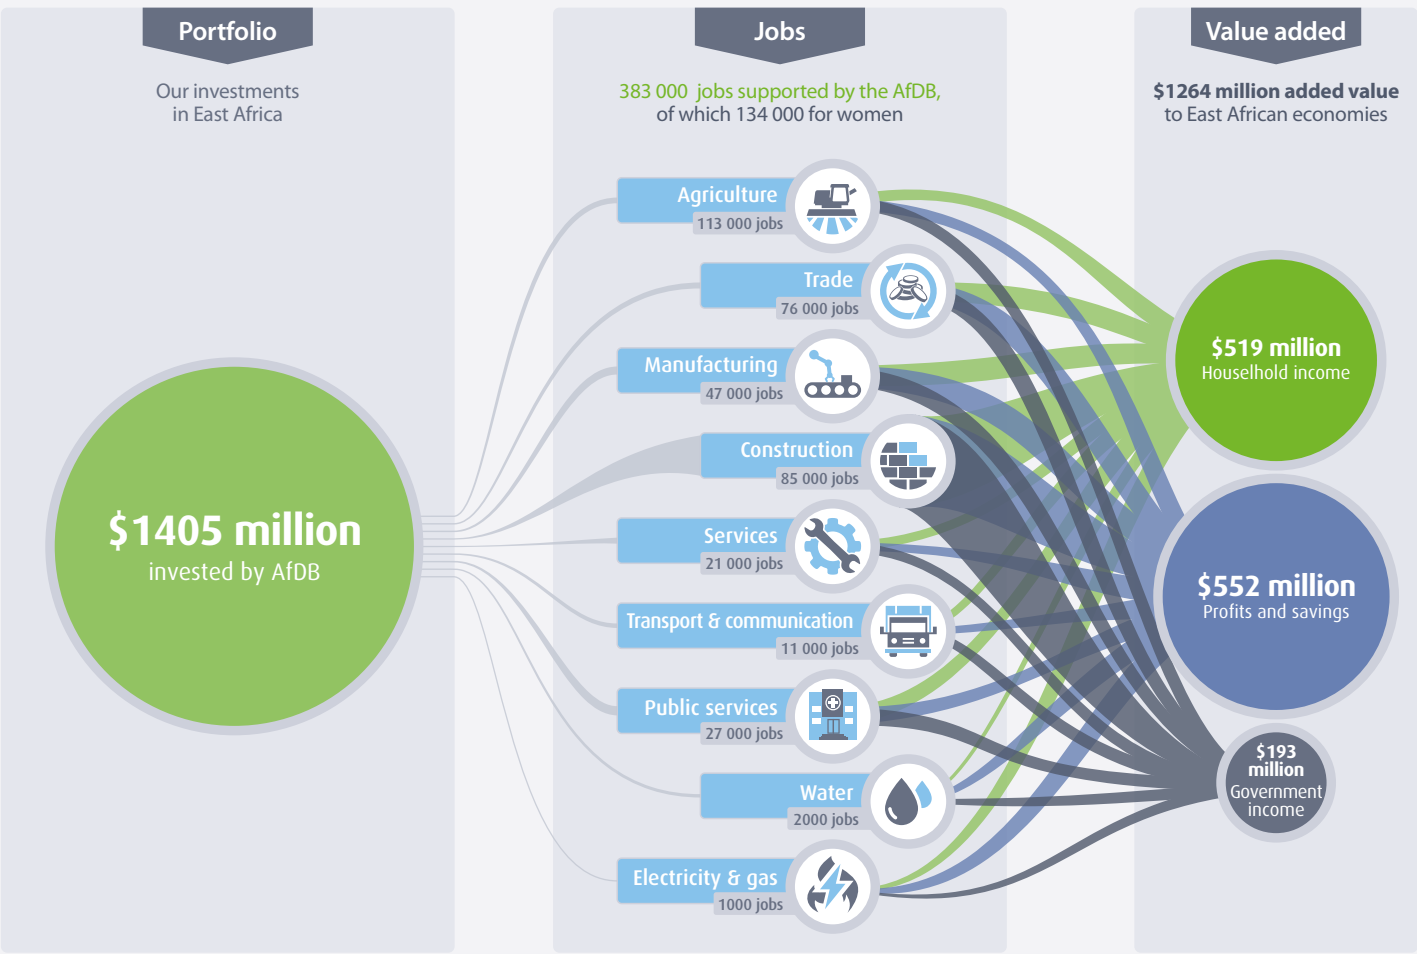 Portfolio
Our investments
in East Africa
$1405 million
invested by AfDB
Jobs
383 000 jobs supported by the AfDB,
of which 134 000 for women
Agriculture
113 000 jobs
Trade
76 000 jobs
Manufacturing
47 000 jobs
Construction
85 000 jobs
Services
21 000 jobs
Transport & communication
11 000 jobs
Public services
27 000 jobs
Water
2000 jobs
Electricity & gas
1000 jobs
Value added
$1264 million added value
to East African economies
$519 million
Houselhold income
$552 million
Profits and savings
$193
million
Government
income